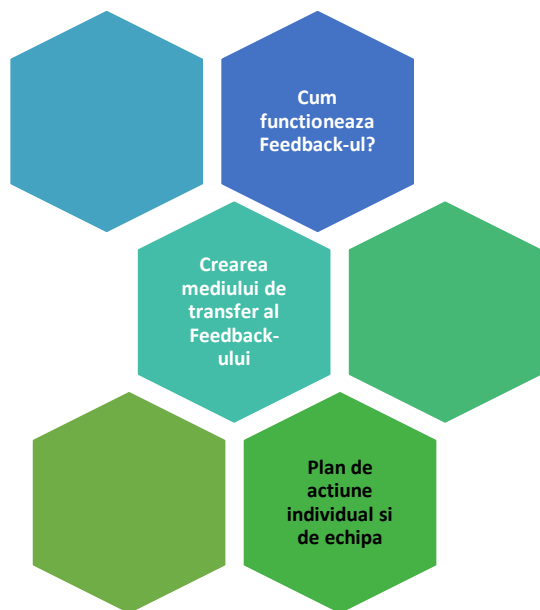 Cum
functioneaza
Feedback-ul?
Crearea
mediului de
transfer al
Feedback-
ului
Plan de
actiune
individual si
de echipa